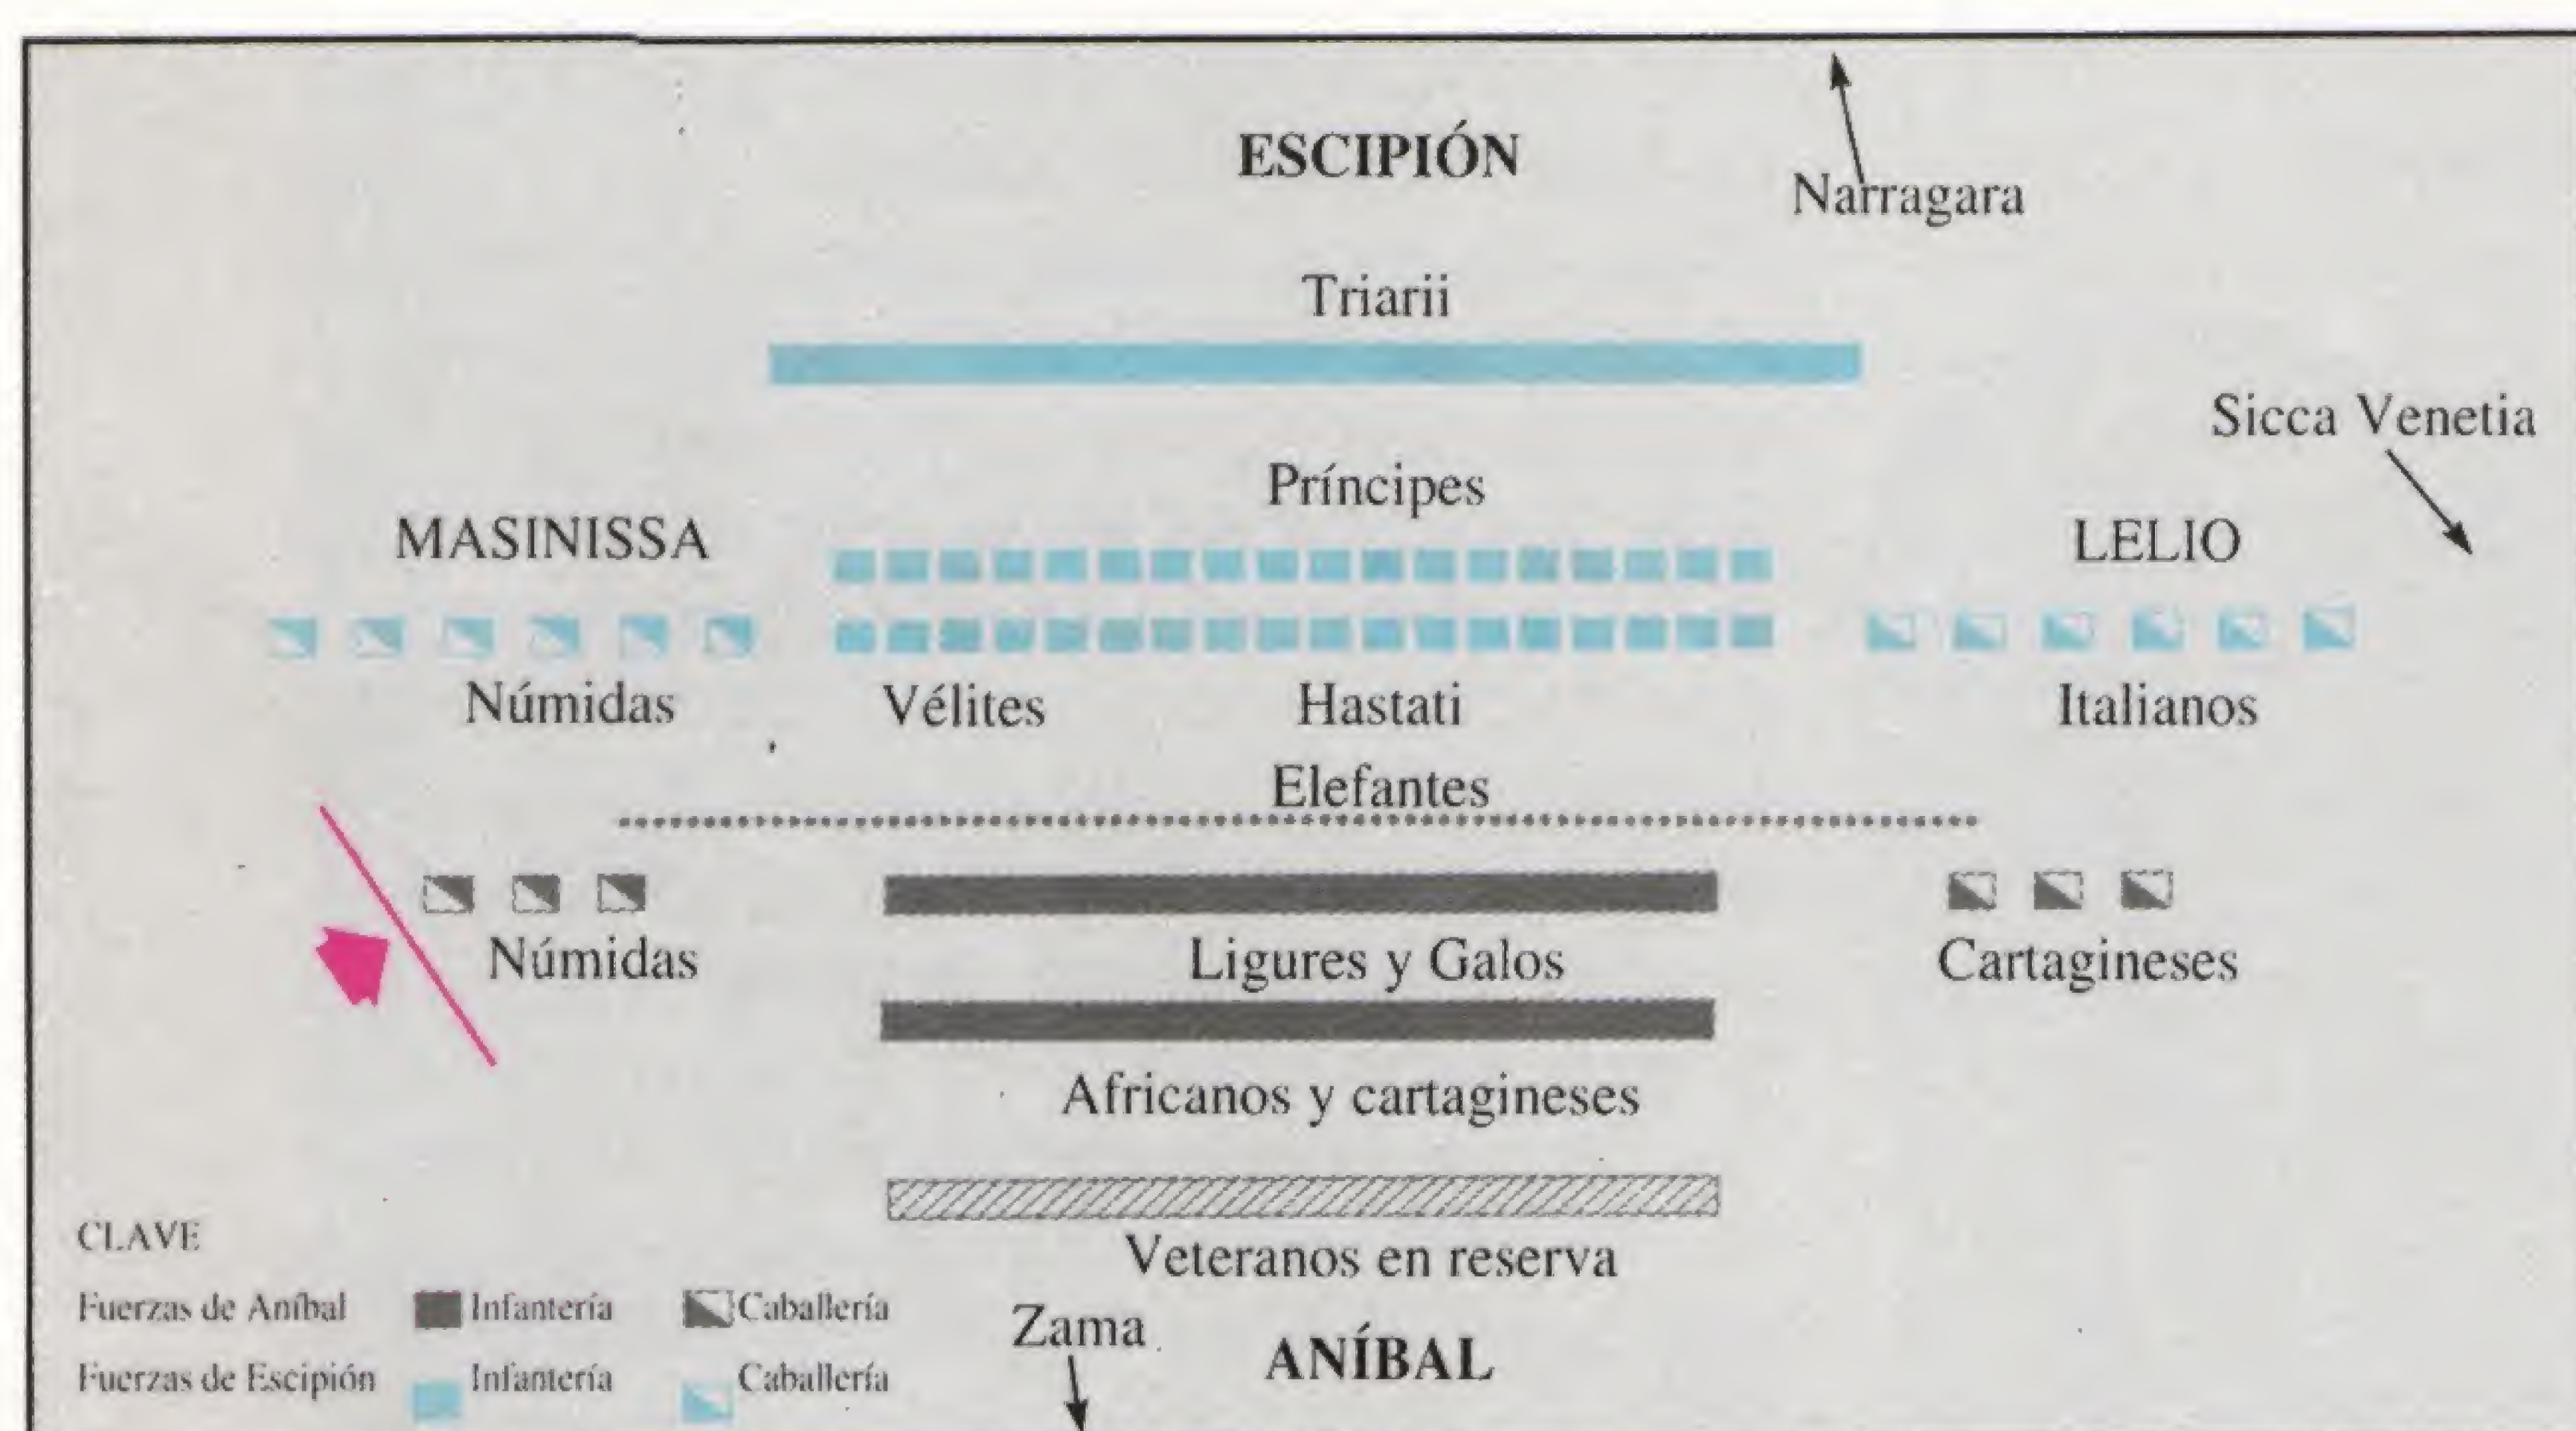 ESCIPIÓN
Narragara
Triarii
Sicca Venetia
Príncipes
MASINISSA
LELIO
Númidas
Vélites
Hastati
Italianos
Elefantes
Númidas
Ligures y Galos
Cartagineses
Africanos y cartagineses
Veteranos en reserva
CLAVE
Fuerzas de Aníbal Infantería Caballería
Fuerzas de Escipión Infantería Caballería
Zama
ANÍBAL